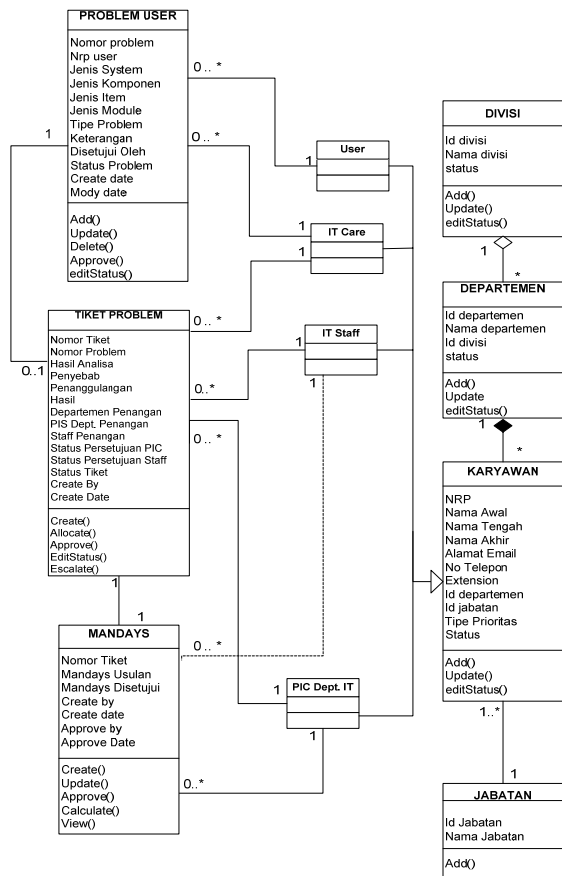 PROBLEM USER
Nomor problem
Nrp user
Jenis System
Jenis Komponen
Jenis Item
Jenis Module
Tipe Problem
Keterangan
Disetujui Oleh
Status Problem
Create date
Mody date
Add()
Update()
Delete()
Approve()
editStatus()
0.. *
0.. *
1
0..1
TIKET PROBLEM
Nomor Tiket
Nomor Problem
Hasil Analisa
Penyebab
Penanggulangan
Hasil
Departemen Penangan
PIS Dept. Penangan
Staff Penangan
Status Persetujuan PIC
Status Persetujuan Staff
Status Tiket
Create By
Create Date
Create()
Allocate()
Approve()
EditStatus()
Escalate()
0.. *
0..*
0.. *
1
1
MANDAYS
Nomor Tiket
Mandays Usulan
Mandays Disetujui
Create by
Create date
Approve by
Approve Date
Create()
Update()
Approve()
Calculate()
View()
0.. *
0.. *
1
User
1
IT Care
1
1
IT Staff
1
1
PIC Dept. IT
1
DIVISI
Id divisi
Nama divisi
status
Add()
Update()
editStatus()
1
*
DEPARTEMEN
Id departemen
Nama departemen
Id divisi
status
Add()
Update
editStatus()
1
*
KARYAWAN
NRP
Nama Awal
Nama Tengah
Nama Akhir
Alamat Email
No Telepon
Extension
Id departemen
Id jabatan
Tipe Prioritas
Status
Add()
Update()
editStatus()
1..*
1
JABATAN
Id Jabatan
Nama Jabatan
Add()